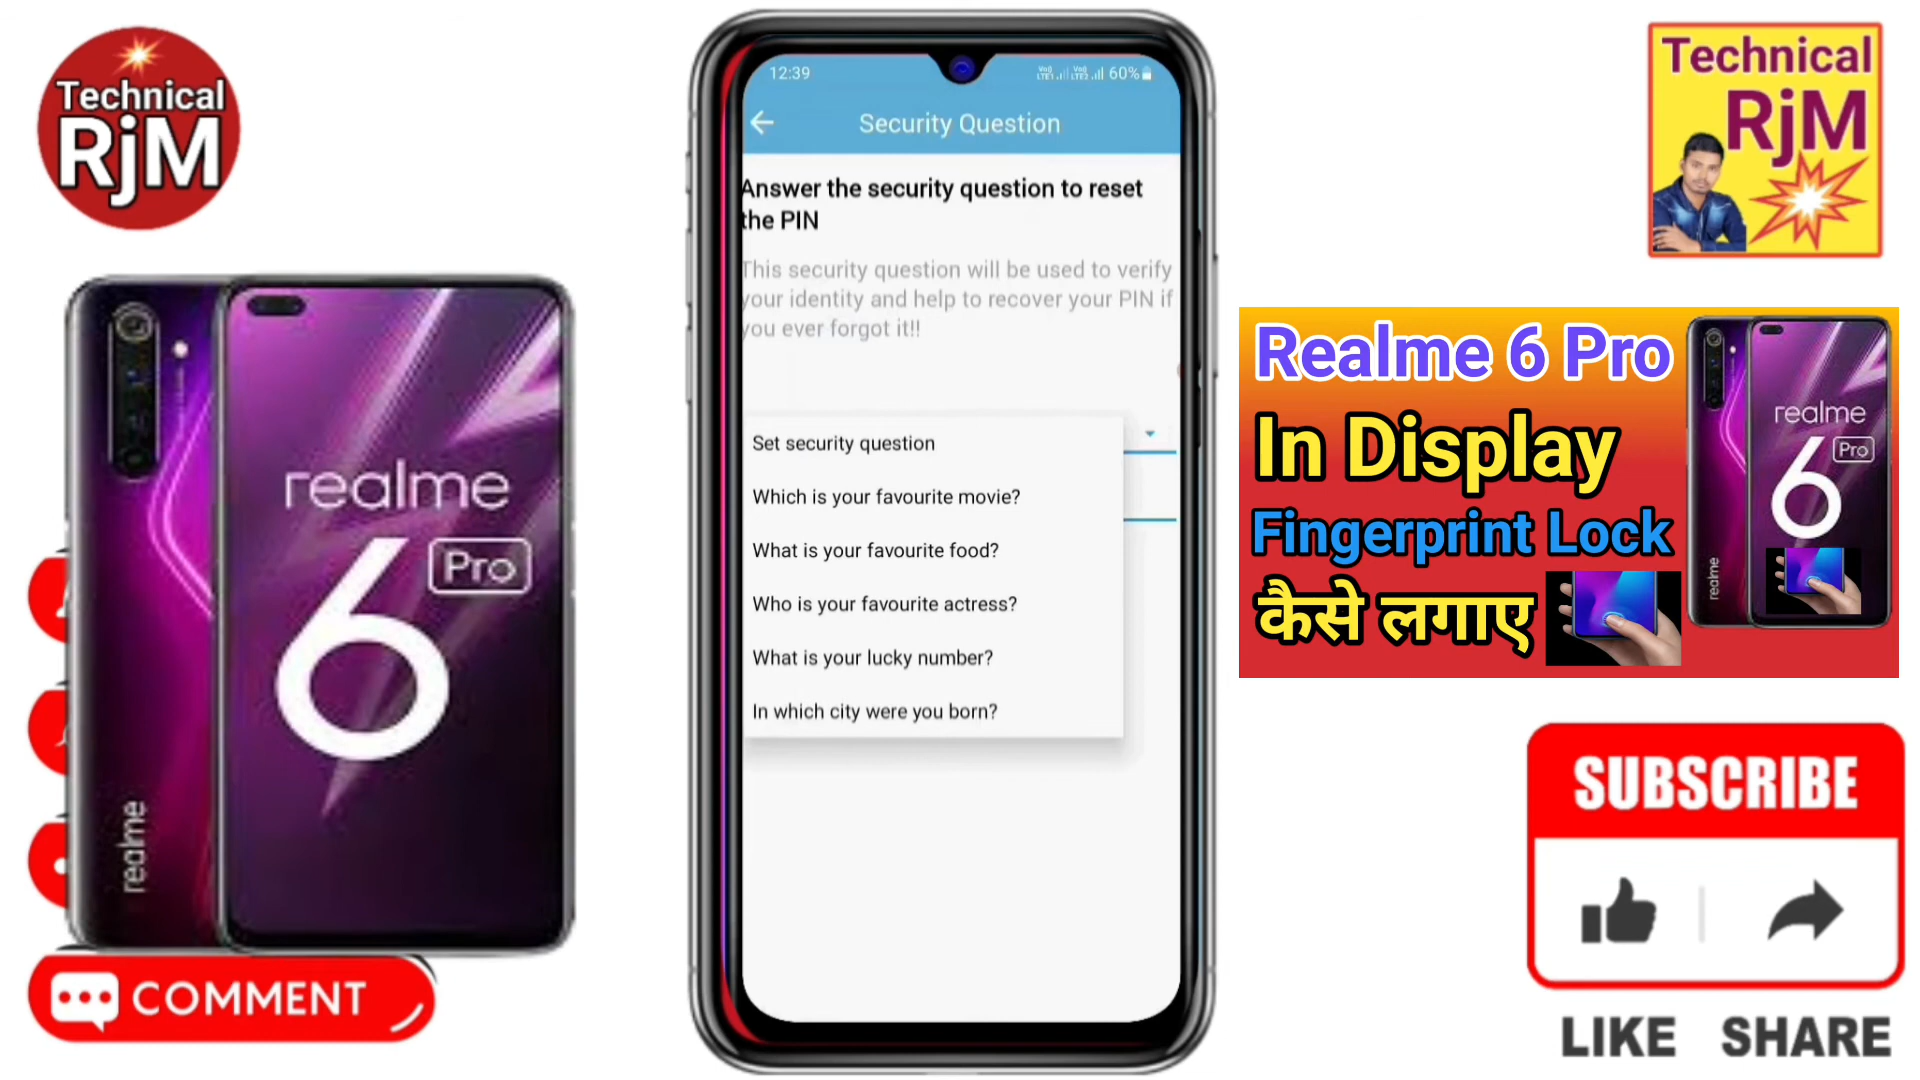 Technical
RjM
realme
6
Pro
realme
COMMENT
12:39
60%
Security Question
Answer the security question to reset
the PIN
This security question will be used to verify
your identity and help to recover your PIN if
you ever forgot it!!
Set security question
Which is your favourite movie?
What is your favourite food?
Who is your favourite actress?
What is your lucky number?
In which city were you born?
Technical
RjM
Realme 6 Pro
In Display
Fingerprint Lock
कैसे लगाए
realme
6
Pro
realme
SUBSCRIBE
LIKE SHARE